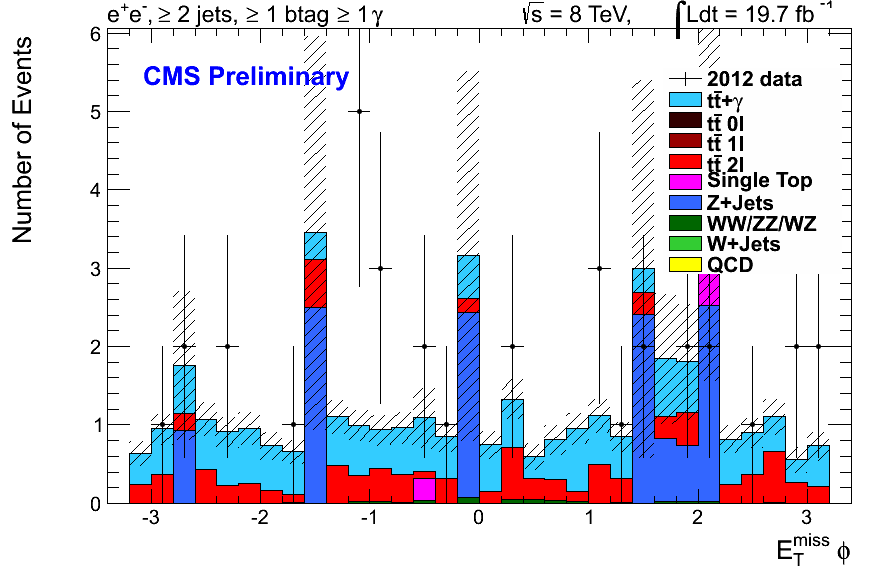 e⁺e⁻, ≥ 2 jets, ≥ 1 btag ≥ 1 γ
√s = 8 TeV, ∫Ldt = 19.7 fb⁻¹
Number of Events
CMS Preliminary
2012 data
tt̄+γ
tt̄ 0l
tt̄ 1l
tt̄ 2l
Single Top
Z+Jets
WW/ZZ/WZ
W+Jets
QCD
6
5
4
3
2
1
0
-3 -2 -1 0 1 2 3
E_T^miss ϕ